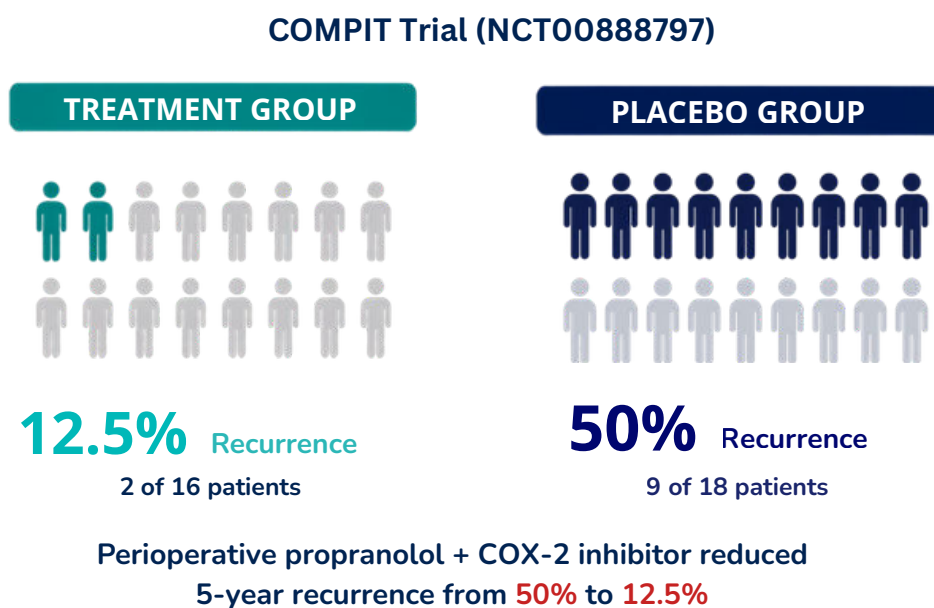 COMPIT Trial (NCT00888797)
TREATMENT GROUP
PLACEBO GROUP
12.5% Recurrence
2 of 16 patients
50% Recurrence
9 of 18 patients
Perioperative propranolol + COX-2 inhibitor reduced
5-year recurrence from 50% to 12.5%